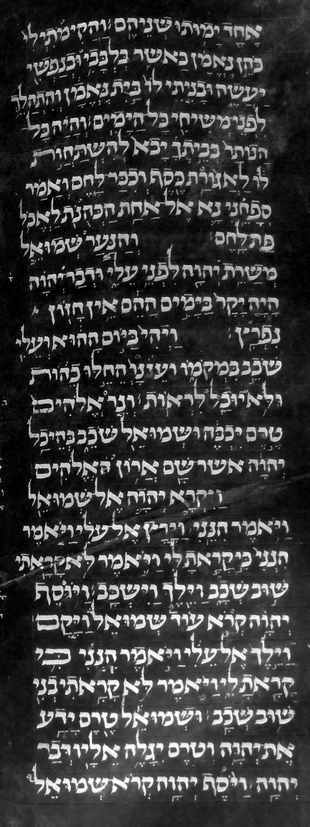 אחד ימותו שניהם והקימתי לי
כהן נאמן כאשר בלבבי ובנפשי
יעשה ובניתי לו בית נאמן והתהלך
לפני משיחי כל הימים והיה כל
הנותר בביתך יבא להשתחות
לו לאגורת כסף וככר לחם ואמר
ספחני נא אל אחת הכהנת לאכל
פת לחם והנער שמואל
משרת יהוה לפני עלי ודבר יהוה
היה יקר בימים ההם אין חזון
נפרץ ויהי ביום ההוא ועלי
שכב במקמו ועינו החלו כהות
ולא יוכל לראות ונר אלהים
טרם יכבה ושמואל שכב בהיכל
יהוה אשר שם ארון האלהים
ויקרא יהוה אל שמואל
ויאמר הנני וירץ אל עלי ויאמר
הנני כי קראת לי ויאמר לא קראתי
שוב שכב וילך וישכב ויוסף
יהוה קרא עוד שמואל ויקם
וילך אל עלי ויאמר הנני כי
קראת לי ויאמר לא קראתי בני
שוב שכב ושמואל טרם ידע
את יהוה וטרם יגלה אליו דבר
יהוה ויסף יהוה קרא שמואל